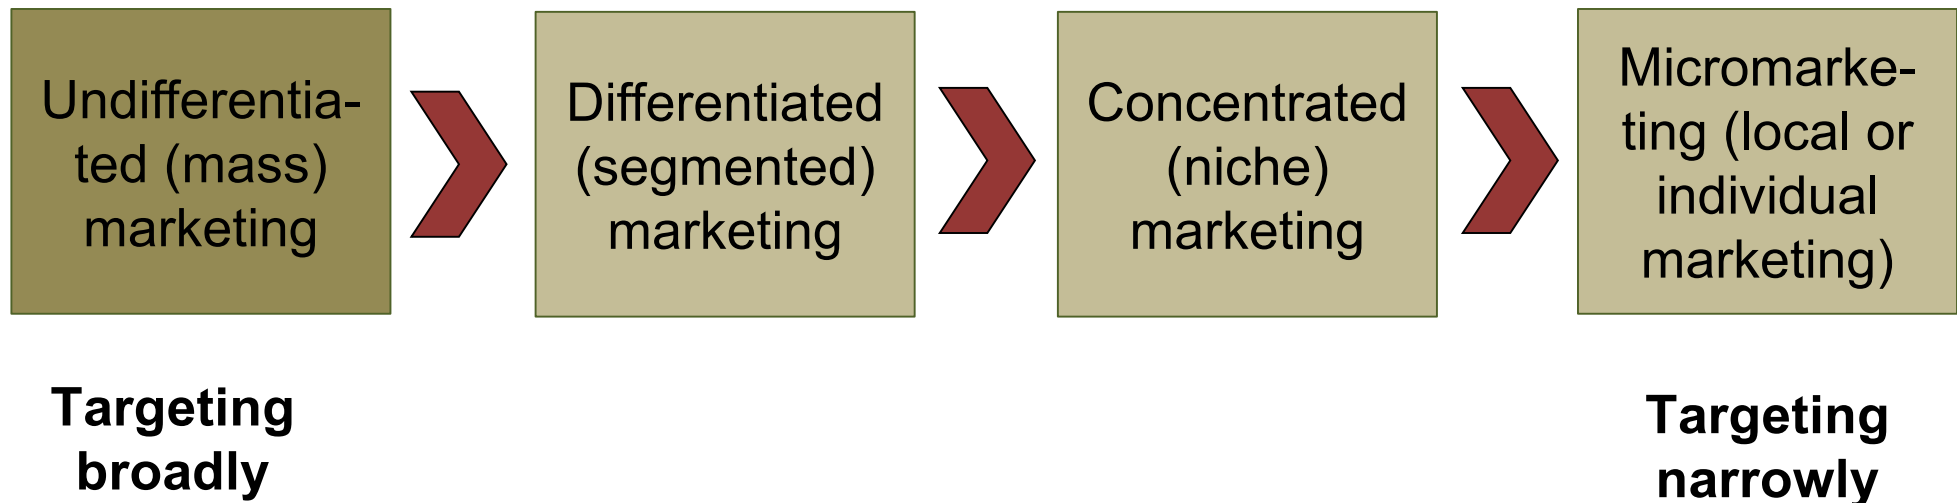 Undifferentia-
ted (mass)
marketing
Differentiated
(segmented)
marketing
Concentrated
(niche)
marketing
Micromarke-
ting (local or
individual
marketing)
Targeting
broadly
Targeting
narrowly